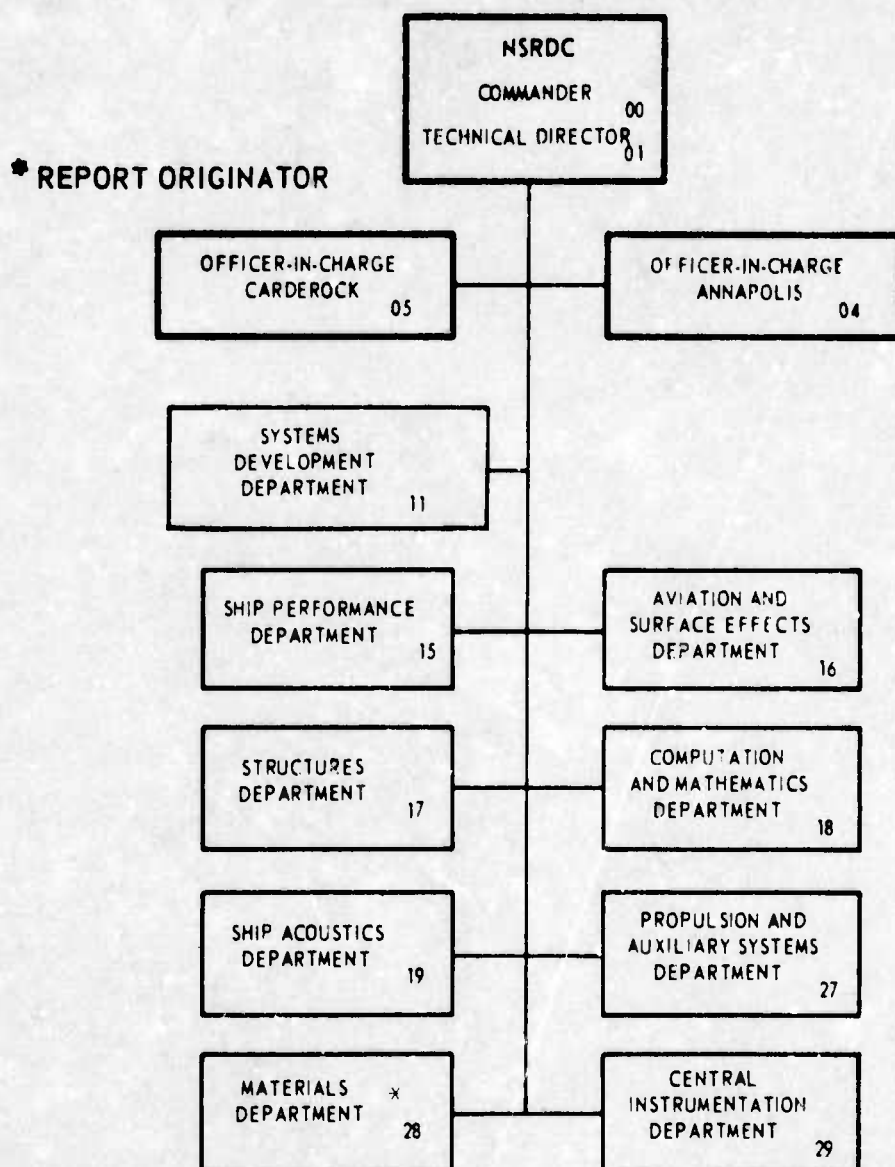 NSRDC
COMMANDER
00
TECHNICAL DIRECTOR
01
* REPORT ORIGINATOR
OFFICER-IN-CHARGE
CARDEROCK
05
OFFICER-IN-CHARGE
ANNAPOLIS
04
SYSTEMS
DEVELOPMENT
DEPARTMENT
11
SHIP PERFORMANCE
DEPARTMENT
15
AVIATION AND
SURFACE EFFECTS
DEPARTMENT
16
STRUCTURES
DEPARTMENT
17
COMPUTATION
AND MATHEMATICS
DEPARTMENT
18
SHIP ACOUSTICS
DEPARTMENT
19
PROPULSION AND
AUXILIARY SYSTEMS
DEPARTMENT
27
MATERIALS *
DEPARTMENT
28
CENTRAL
INSTRUMENTATION
DEPARTMENT
29